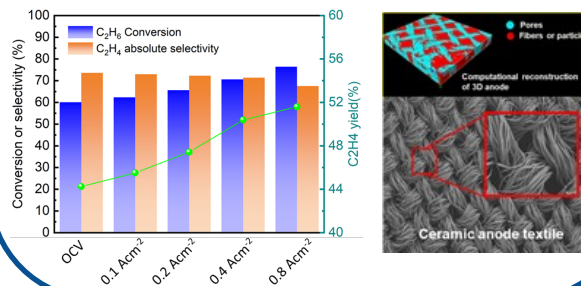 100
90
80
70
60
50
40
30
20
10
0
Conversion or selectivity (%)
C₂H₆ Conversion
C₂H₄ absolute selectivity
60
56
52
48
44
40
C2H4 yield(%)
OCV
0.1 Acm⁻²
0.2 Acm⁻²
0.4 Acm⁻²
0.8 Acm⁻²
Pores
Fibers or
Computational reconstruction
of 3D anode
Ceramic anode textile